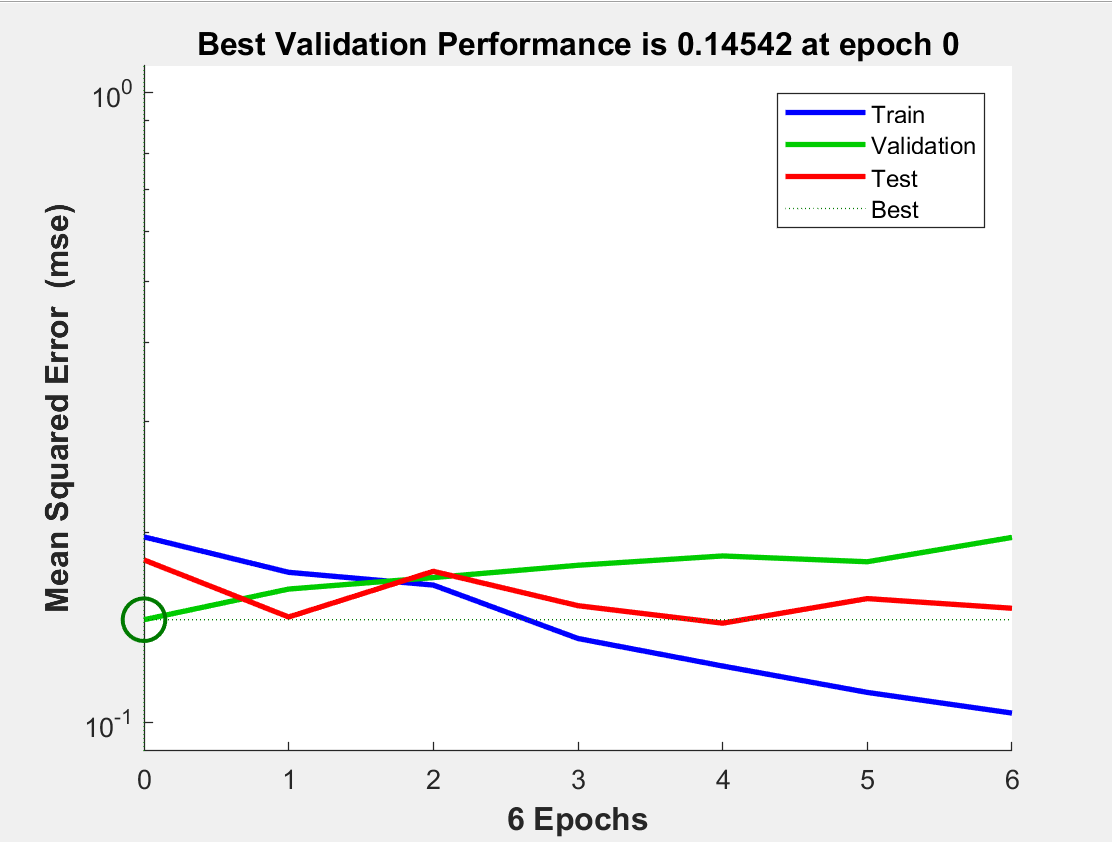 Best Validation Performance is 0.14542 at epoch 0
10^0
Train
Validation
Test
Best
Mean Squared Error (mse)
10^-1
0 1 2 3 4 5 6
6 Epochs